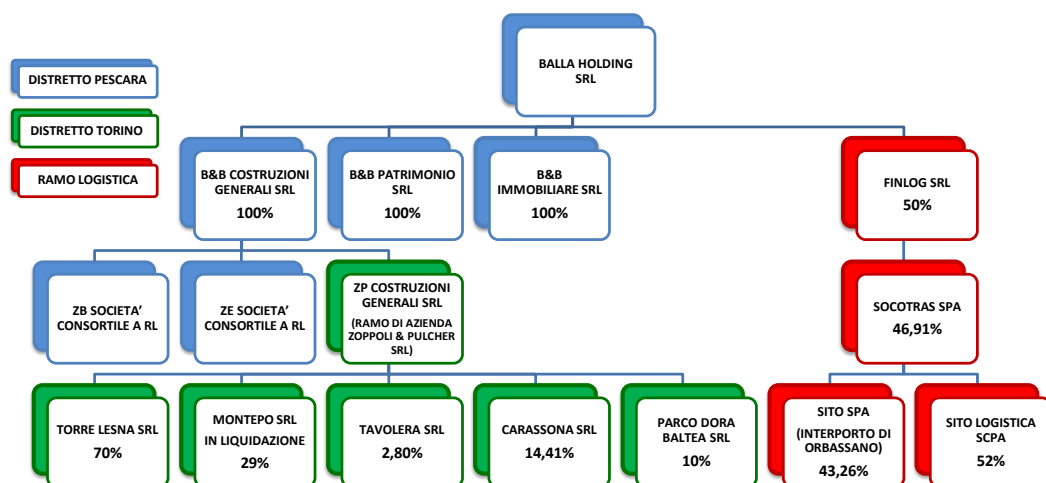 BALLA HOLDING
SRL
DISTRETTO PESCARA
DISTRETTO TORINO
RAMO LOGISTICA
B&B COSTRUZIONI
GENERALI SRL
100%
B&B PATRIMONIO
SRL
100%
B&B
IMMOBILIARE SRL
100%
FINLOG SRL
50%
ZB SOCIETA'
CONSORTILE A RL
ZE SOCIETA'
CONSORTILE A RL
ZP COSTRUZIONI
GENERALI SRL
(RAMO DI AZIENDA
ZOPPOLI & PULCHER
SRL)
SOCOTRAS SPA
46,91%
TORRE LESNA SRL
70%
MONTEPO SRL
IN LIQUIDAZIONE
29%
TAVOLERA SRL
2,80%
CARASSONA SRL
14,41%
PARCO DORA
BALTEA SRL
10%
SITO SPA
(INTERPORTO DI
ORBASSANO)
43,26%
SITO LOGISTICA
SCPA
52%